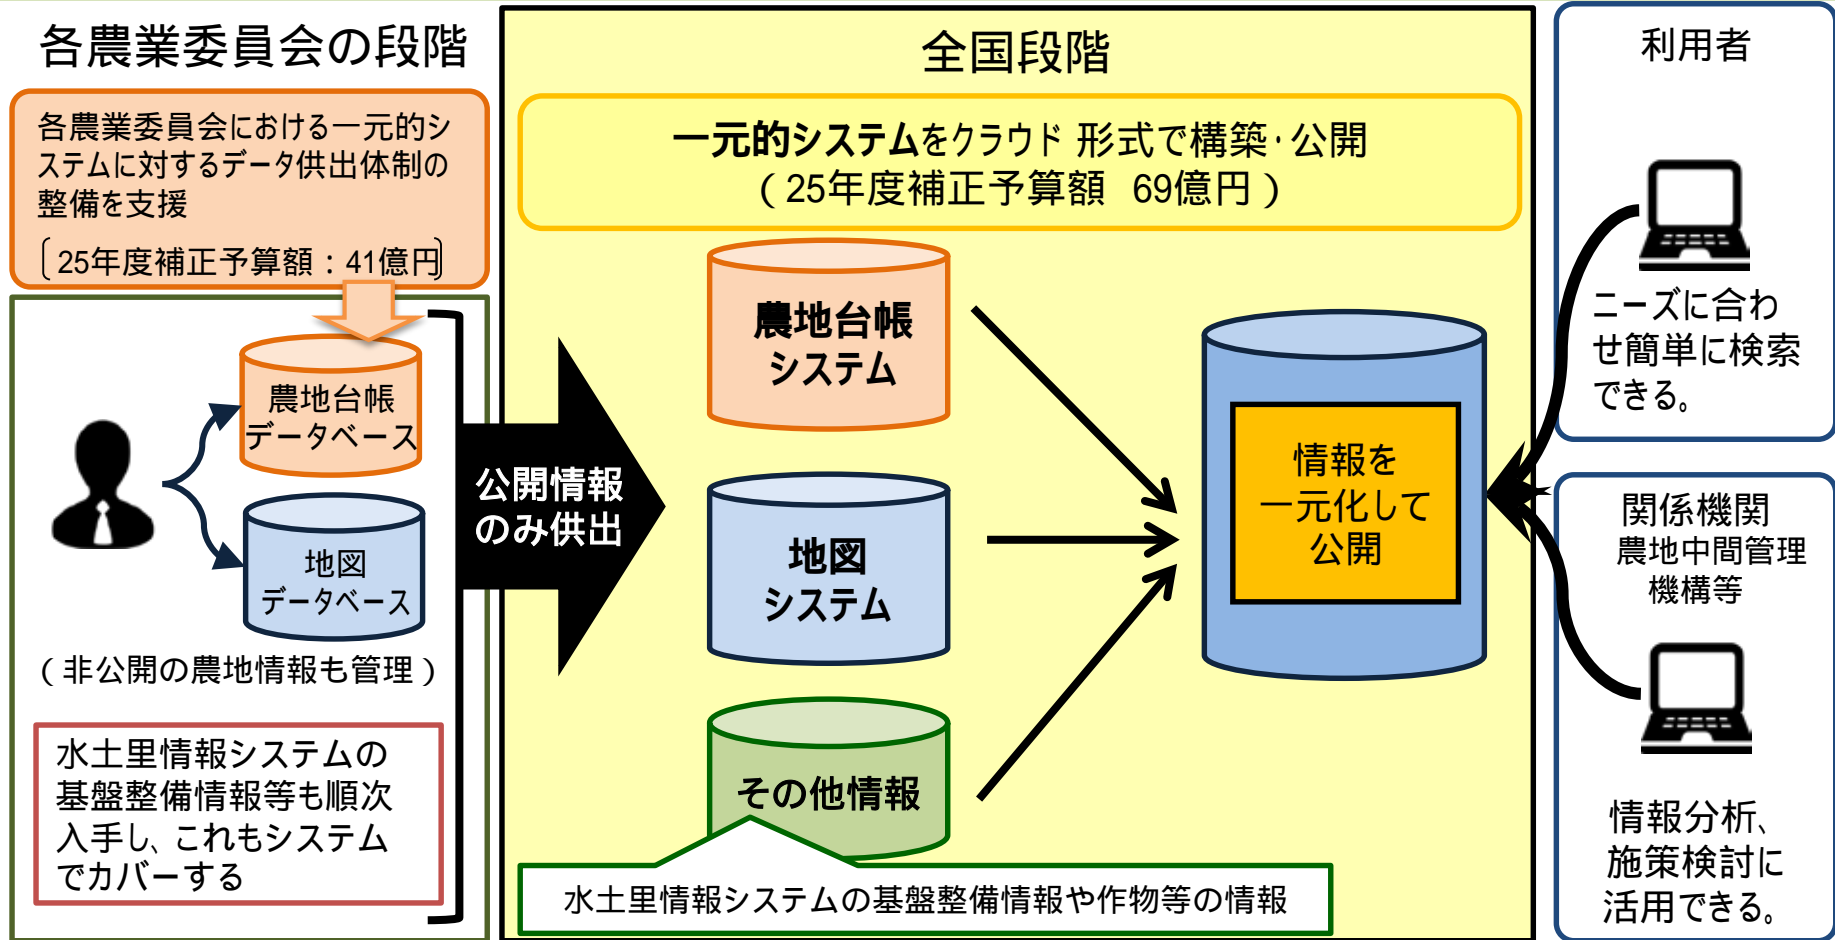 各農業委員会の段階
各農業委員会における一元的シ
ステムに対するデータ供出体制の
整備を支援
〔25年度補正予算額：41億円〕
農地台帳
データベース
地図
データベース
（非公開の農地情報も管理）
水土里情報システムの
基盤整備情報等も順次
入手し、これもシステム
でカバーする
公開情報
のみ供出
全国段階
一元的システムをクラウド 形式で構築・公開
（25年度補正予算額 69億円）
農地台帳
システム
地図
システム
その他情報
水土里情報システムの基盤整備情報や作物等の情報
情報を
一元化して
公開
利用者
ニーズに合わ
せ簡単に検索
できる。
関係機関
農地中間管理
機構等
情報分析、
施策検討に
活用できる。